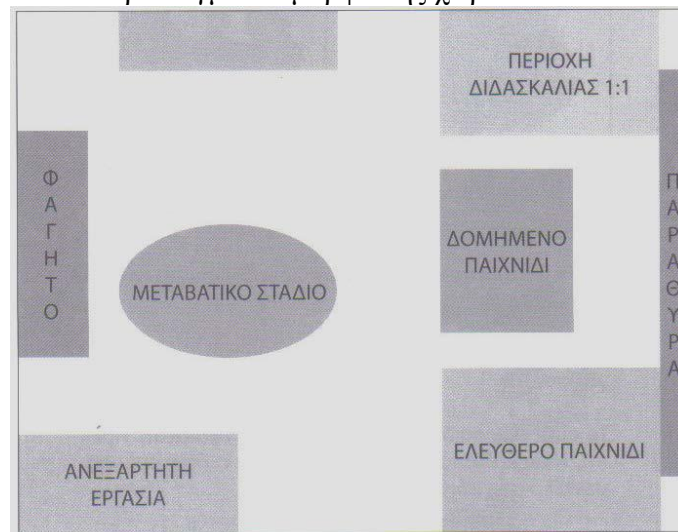 ΠΕΡΙΟΧΗ
ΔΙΔΑΣΚΑΛΙΑΣ 1:1
ΦΑΓΗΤΟ
ΔΟΜΗΜΕΝΟ
ΠΑΙΧΝΙΔΙ
ΠΑΡΑΘΥΡΑ
ΜΕΤΑΒΑΤΙΚΟ ΣΤΑΔΙΟ
ΕΛΕΥΘΕΡΟ ΠΑΙΧΝΙΔΙ
ΑΝΕΞΑΡΤΗΤΗ
ΕΡΓΑΣΙΑ